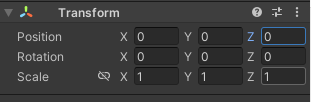 Transform
Position X 0 Y 0 Z 0
Rotation X 0 Y 0 Z 0
Scale X 1 Y 1 Z 1